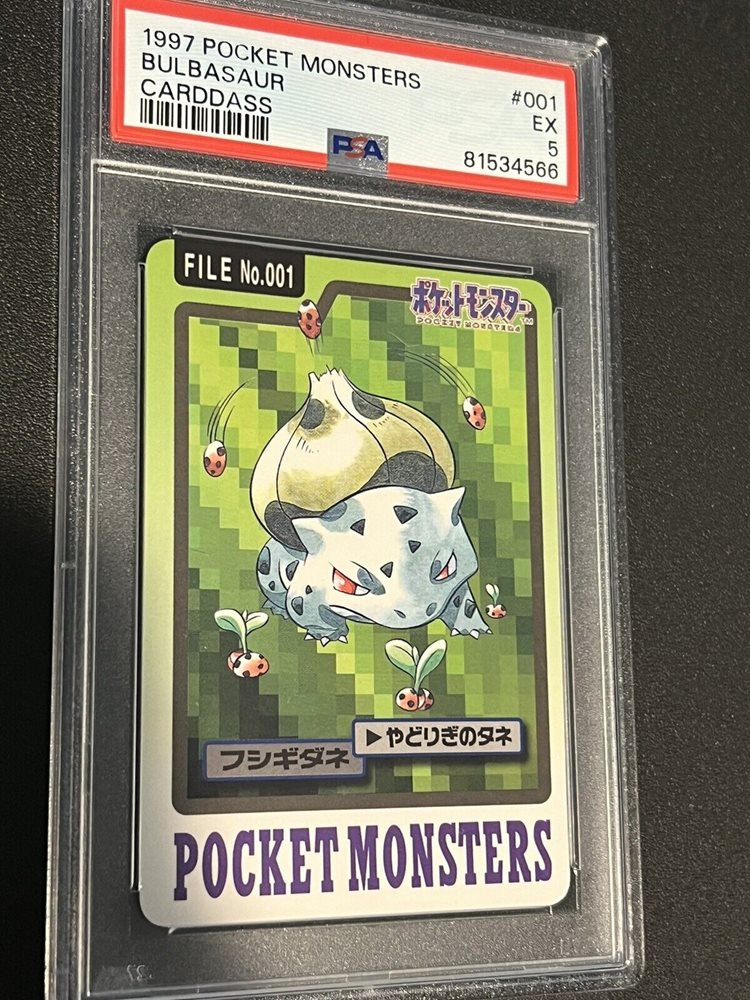 1997 POCKET MONSTERS
BULBASAUR
CARDDASS
#001
EX
5
81534566
PSA
FILE No.001
ポケットモンスター
POCKET MONSTERS
TM
▶やどりぎのタネ
フシギダネ
POCKET MONSTERS